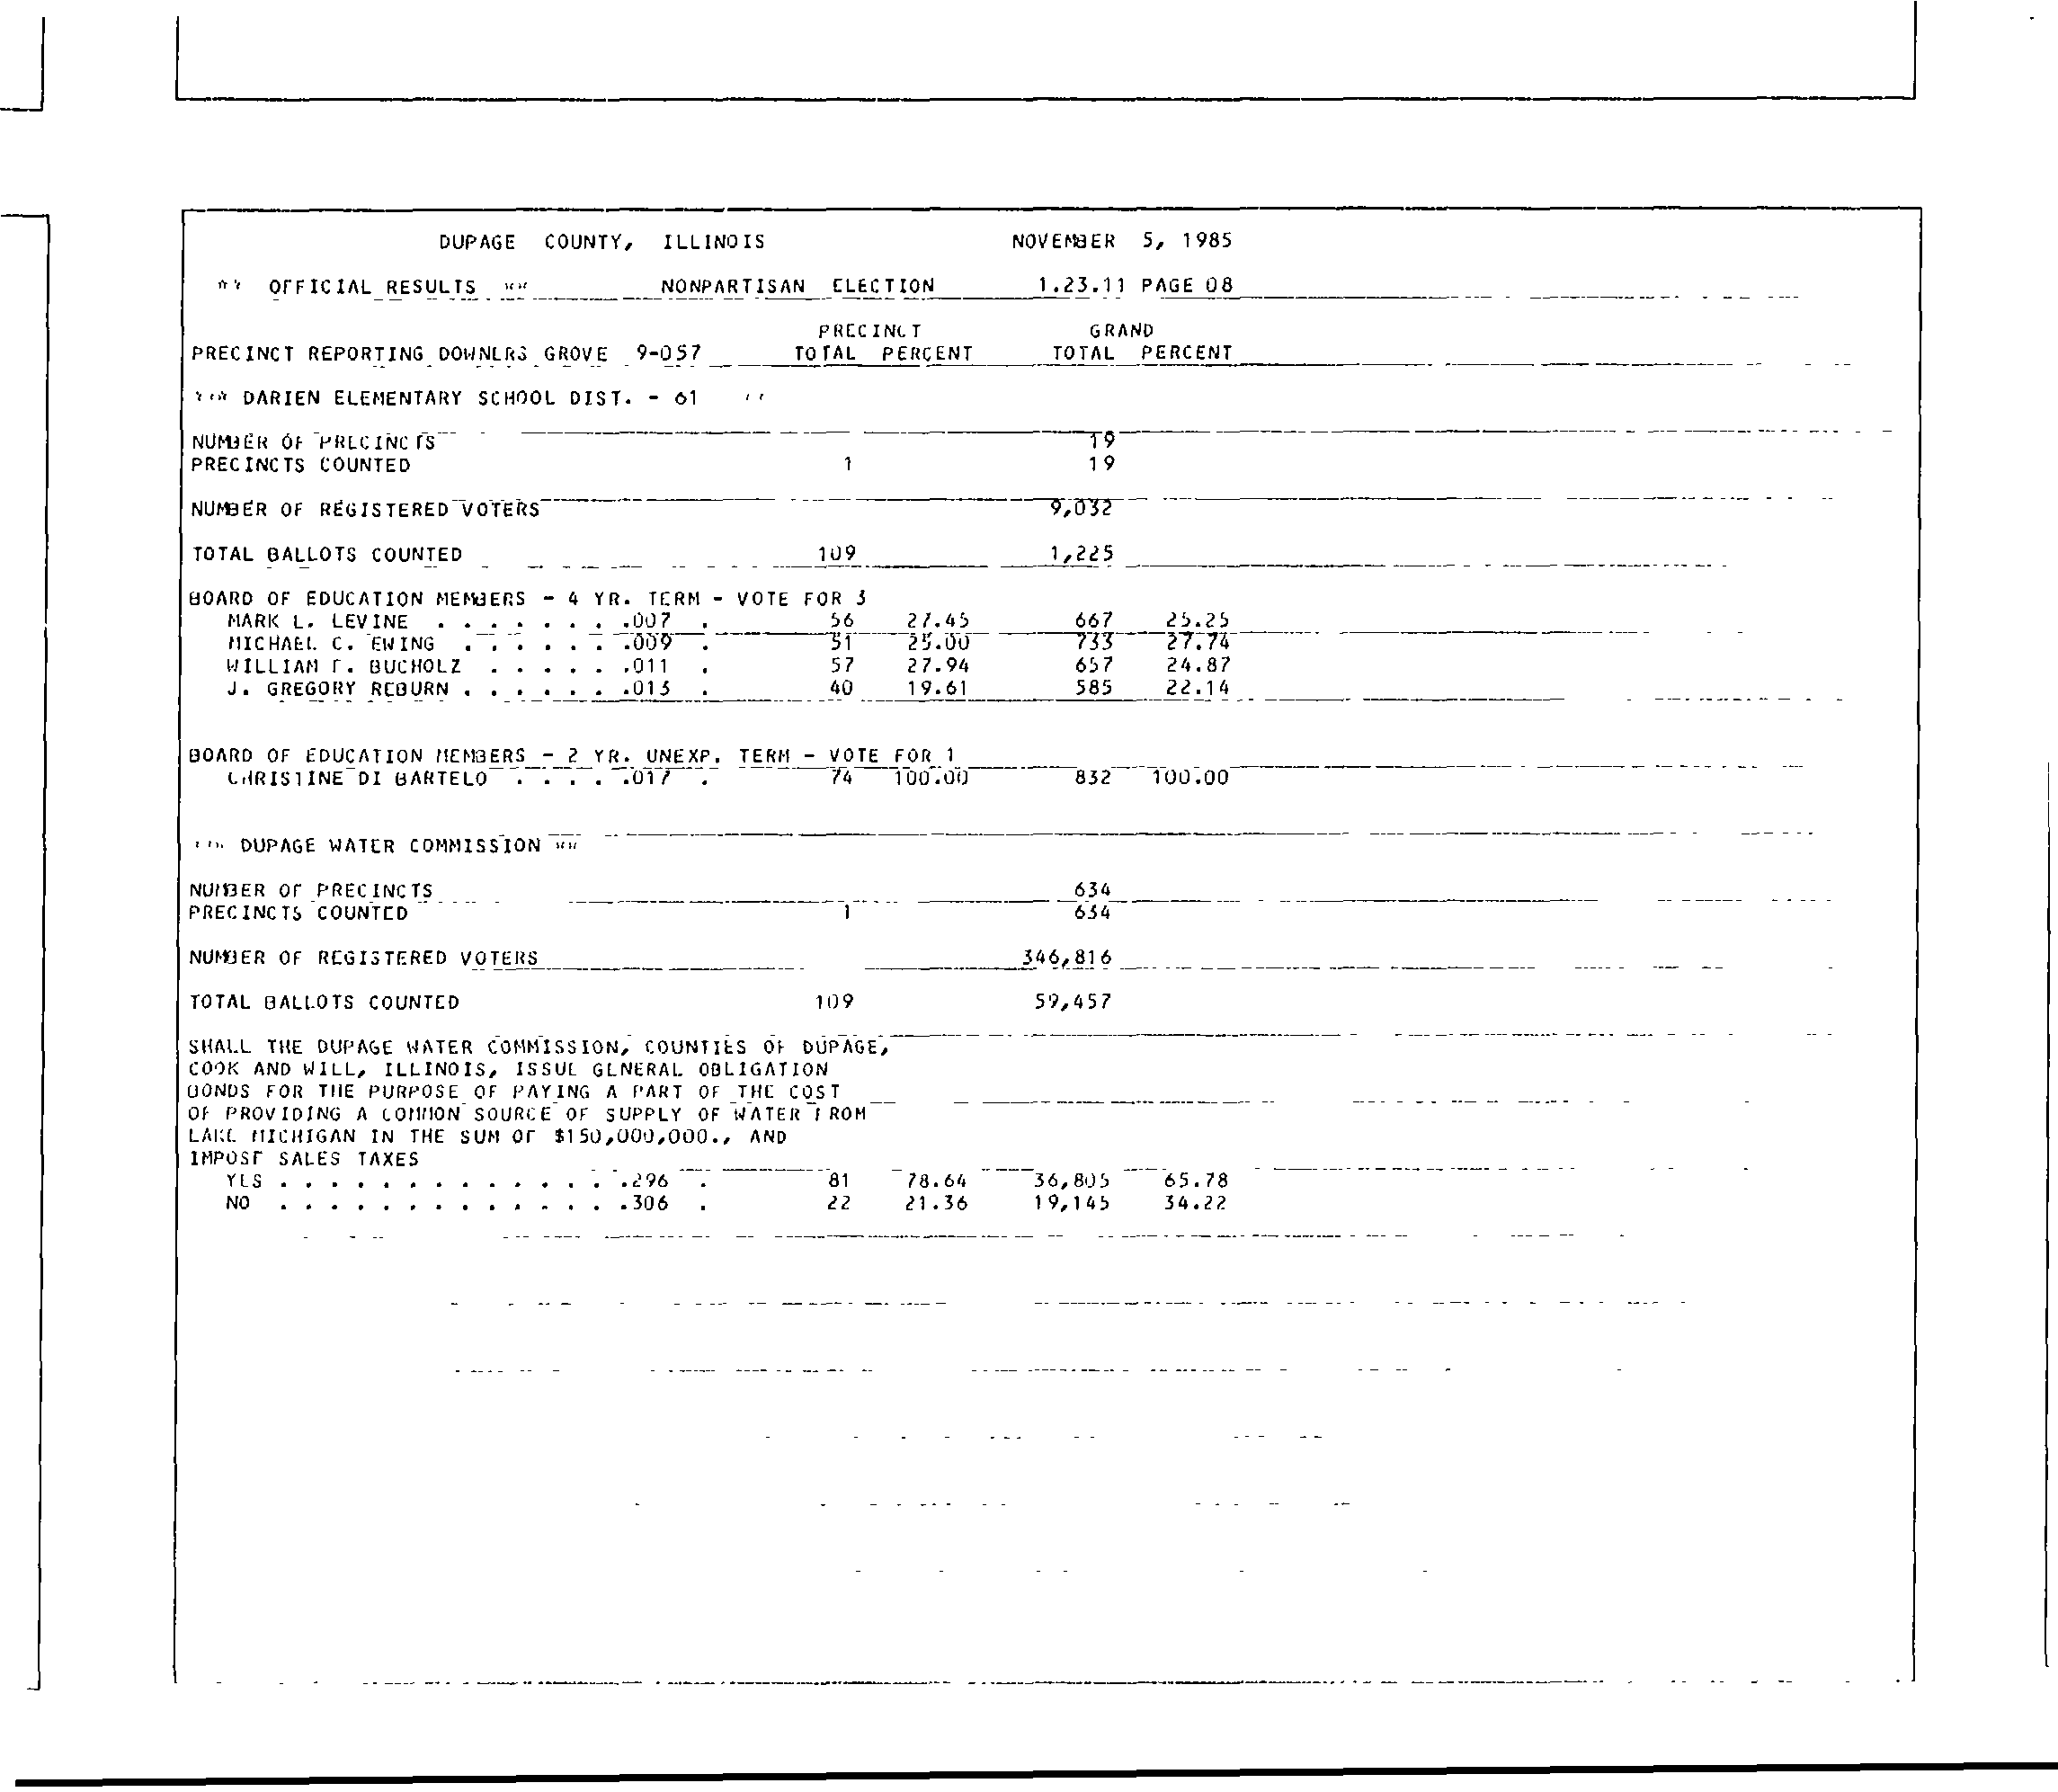 DUPAGE COUNTY, ILLINOIS NOVEMBER 5, 1985
** OFFICIAL RESULTS ** NONPARTISAN ELECTION 1.23.11 PAGE 08
PRECINCT GRAND
PRECINCT REPORTING DOWNERS GROVE 9-057 TOTAL PERCENT TOTAL PERCENT
*** DARIEN ELEMENTARY SCHOOL DIST. - 61 **
NUMBER OF PRECINCTS 19
PRECINCTS COUNTED 1 19
NUMBER OF REGISTERED VOTERS 9,032
TOTAL BALLOTS COUNTED 109 1,225
BOARD OF EDUCATION MEMBERS - 4 YR. TERM - VOTE FOR 3
MARK L. LEVINE . . . . . . . .007 . 56 27.45 667 25.25
MICHAEL C. EWING . . . . . . .009 . 51 25.00 733 27.74
WILLIAM F. BUCHOLZ . . . . . .011 . 57 27.94 657 24.87
J. GREGORY REBURN . . . . . . .013 . 40 19.61 585 22.14
BOARD OF EDUCATION MEMBERS - 2 YR. UNEXP. TERM - VOTE FOR 1
CHRISTINE DI BARTELO . . . . .017 . 74 100.00 832 100.00
*** DUPAGE WATER COMMISSION **
NUMBER OF PRECINCTS 634
PRECINCTS COUNTED 1 634
NUMBER OF REGISTERED VOTERS 346,816
TOTAL BALLOTS COUNTED 109 59,457
SHALL THE DUPAGE WATER COMMISSION, COUNTIES OF DUPAGE,
COOK AND WILL, ILLINOIS, ISSUE GENERAL OBLIGATION
BONDS FOR THE PURPOSE OF PAYING A PART OF THE COST
OF PROVIDING A COMMON SOURCE OF SUPPLY OF WATER FROM
LAKE MICHIGAN IN THE SUM OF $150,000,000., AND
IMPOSE SALES TAXES
YES . . . . . . . . . . . . . .296 . 81 78.64 36,805 65.78
NO . . . . . . . . . . . . . .306 . 22 21.36 19,145 34.22